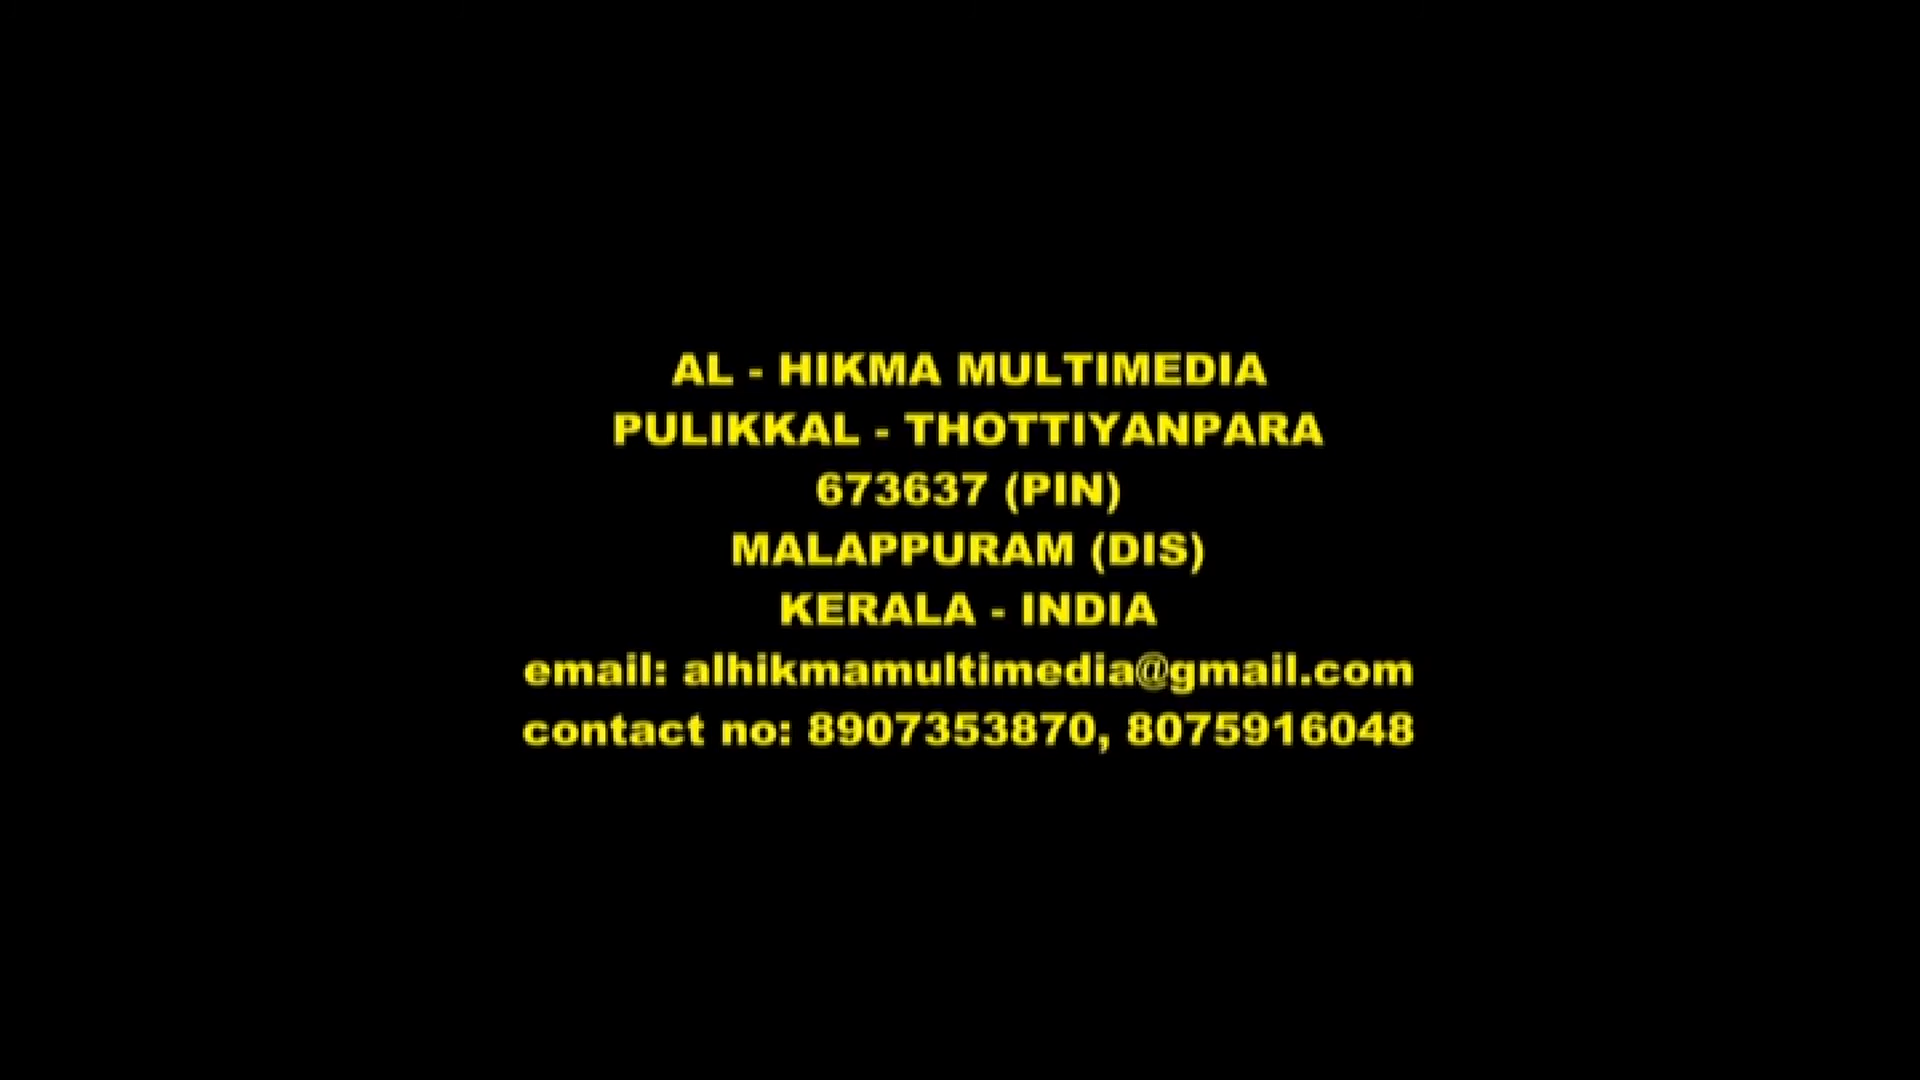 AL - HIKMA MULTIMEDIA
PULIKKAL - THOTTIYANPARA
673637 (PIN)
MALAPPURAM (DIS)
KERALA - INDIA
email: alhikmamultimedia@gmail.com
contact no: 8907353870, 8075916048